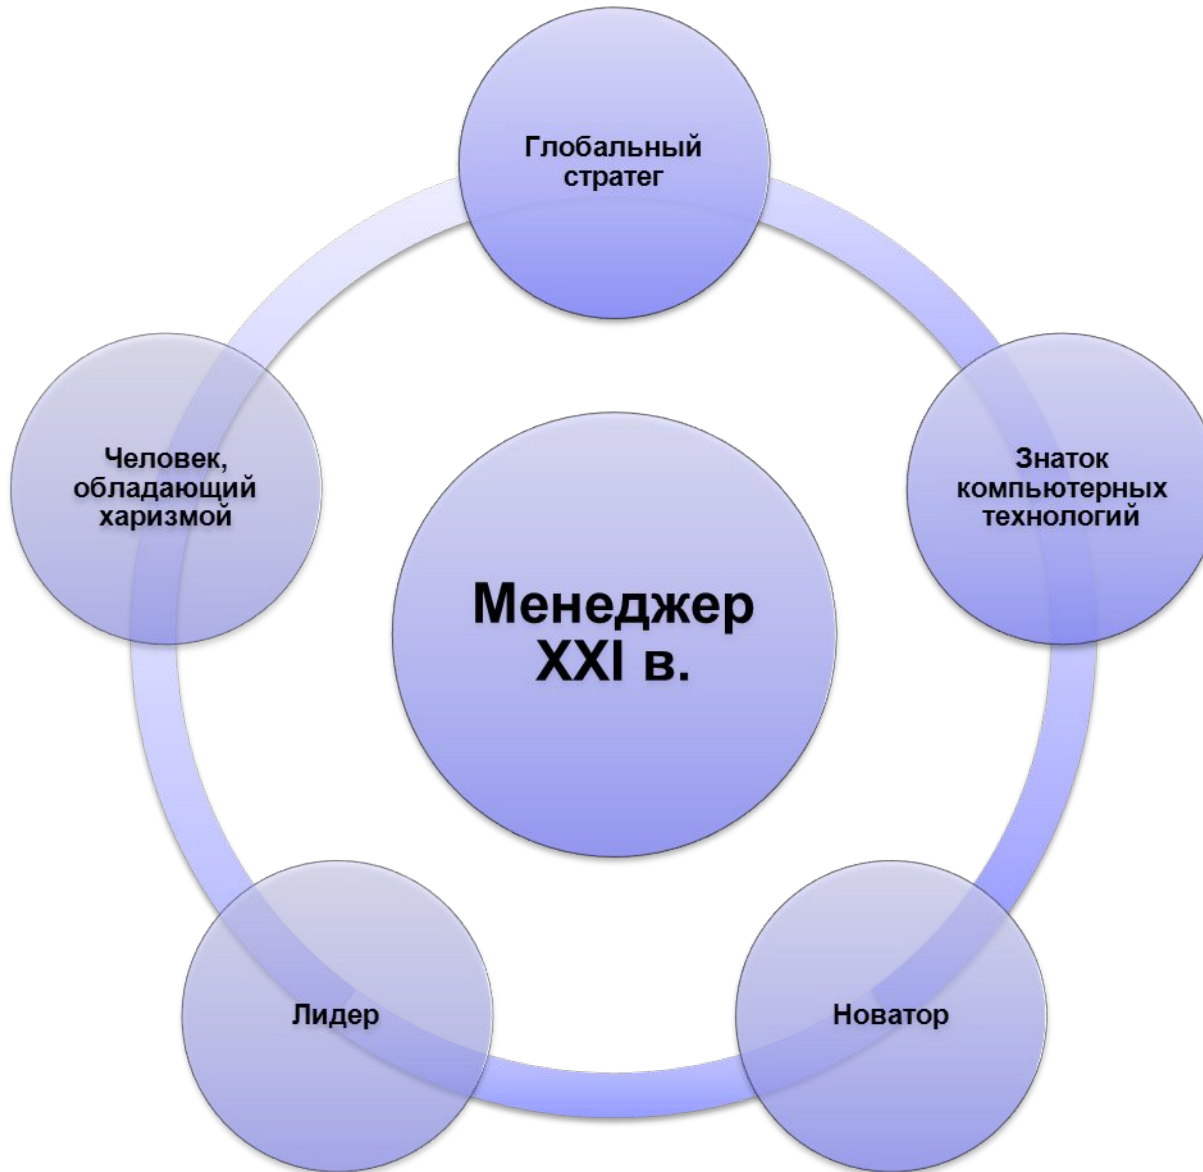 Глобальный
стратег
Человек,
обладающий
харизмой
Знаток
компьютерных
технологий
Менеджер
XXI в.
Лидер
Новатор